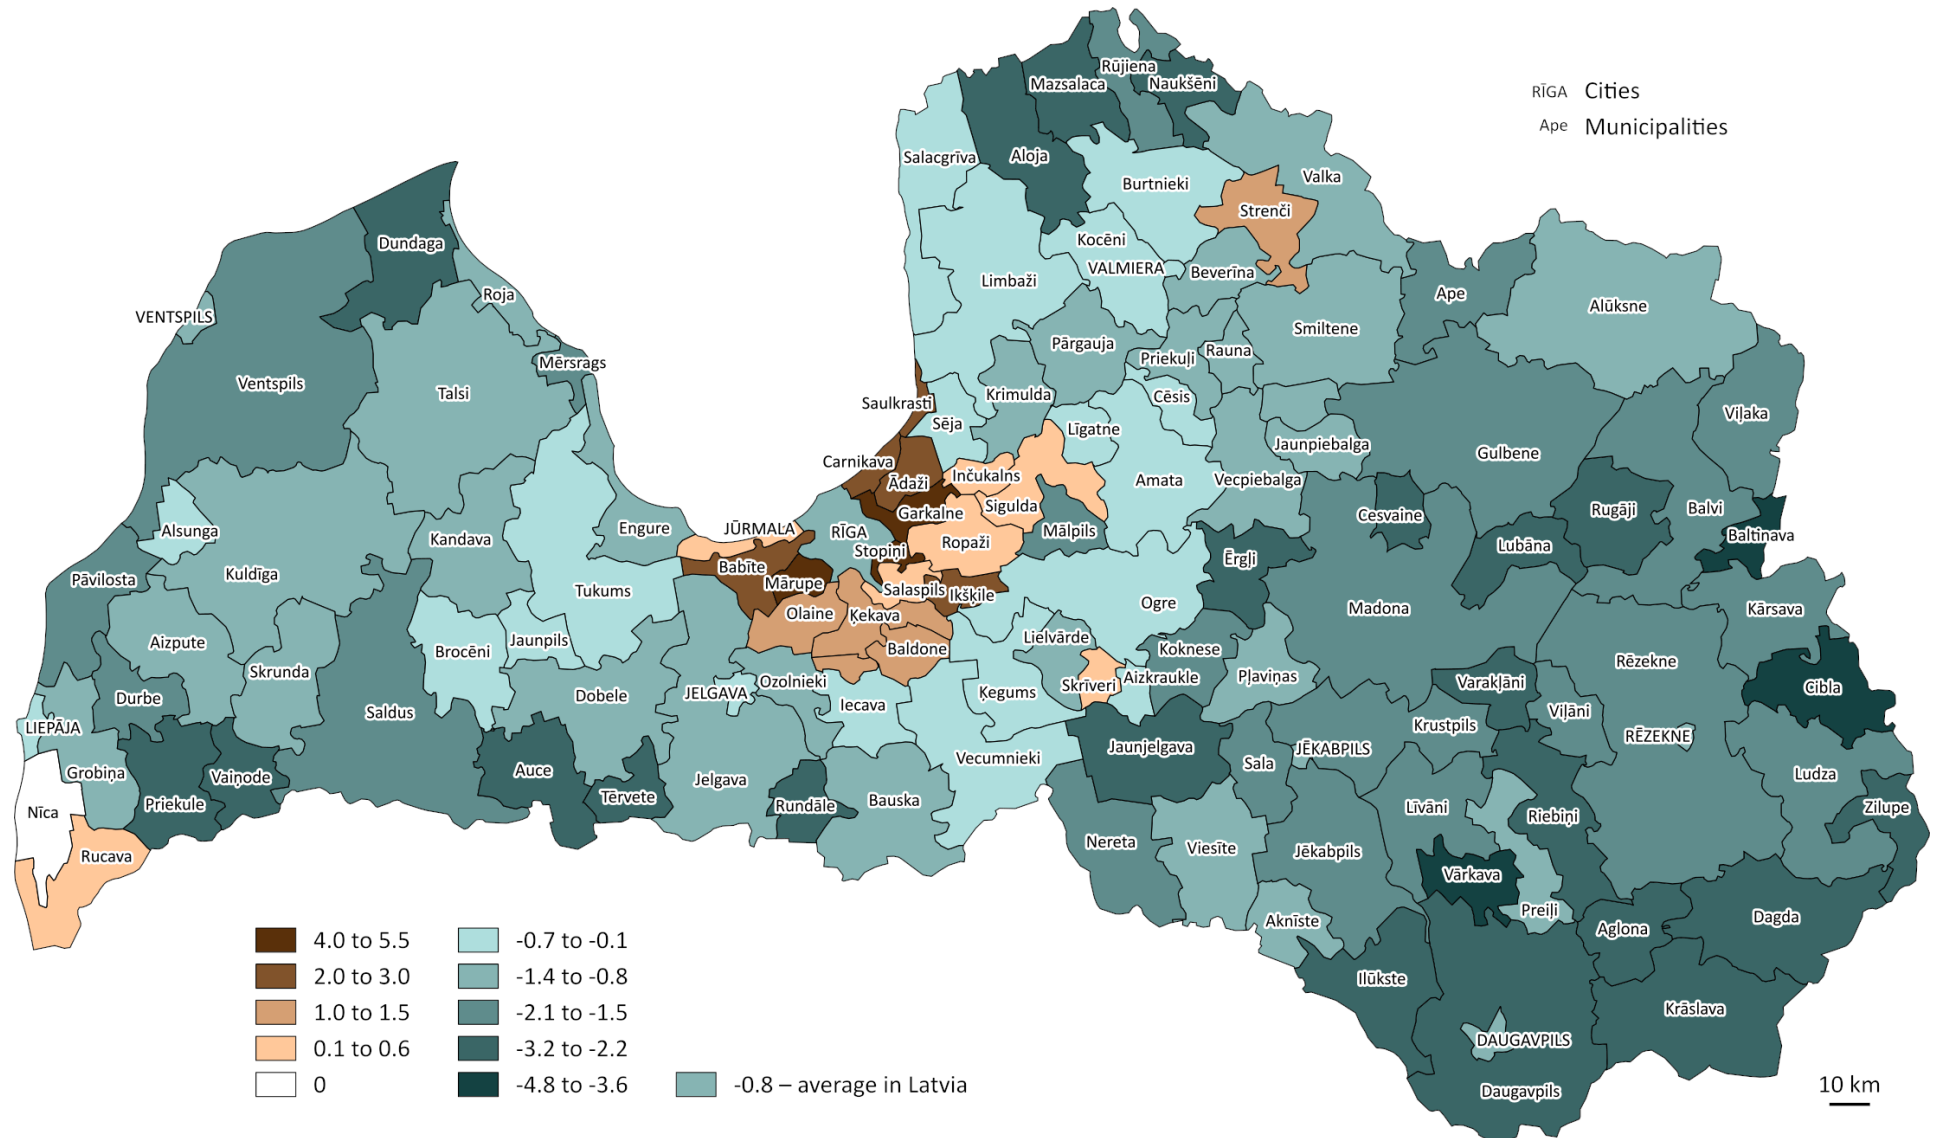 Rūjiena
Mazsalaca
Naukšēni
RĪGA Cities
Ape Municipalities
Salacgrīva
Aloja
Burtnieki
Valka
Strenči
Dundaga
Kocēni
VALMIERA
Beverīna
Limbaži
Roja
Ape
Alūksne
VENTSPILS
Smiltene
Pārgauja
Priekuļi
Rauna
Mērsrags
Ventspils
Talsi
Krimulda
Cēsis
Saulkrasti
Sēja
Līgatne
Viļaka
Jaunpiebalga
Gulbene
Carnikava
Ādaži
Inčukalns
Amata
Vecpiebalga
Garkalne
Sigulda
Cesvaine
Rugāji
Balvi
Alsunga
Engure
JŪRMALA
RĪGA
Mālpils
Baltinava
Kandava
Stopiņi
Ropaži
Lubāna
Ērgļi
Kuldīga
Pāvilosta
Babīte
Mārupe
Salaspils
Ikšķile
Tukums
Ogre
Madona
Kārsava
Olaine
Ķekava
Aizpute
Brocēni
Jaunpils
Lielvārde
Baldone
Koknese
Rēzekne
Skrunda
Ozolnieki
Skrīveri
Aizkraukle
Pļaviņas
Varakļāni
Cibla
Durbe
Dobele
JELGAVA
Ķegums
Saldus
Iecava
Viļāni
Krustpils
LIEPĀJA
RĒZEKNE
Jaunjelgava
JĒKABPILS
Vecumnieki
Sala
Grobiņa
Vaiņode
Auce
Jelgava
Ludza
Tērvete
Priekule
Rundāle
Bauska
Līvāni
Zilupe
Nīca
Riebiņi
Nereta
Viesīte
Jēkabpils
Rucava
Vārkava
Preiļi
Dagda
Aknīste
Aglona
Ilūkste
Krāslava
DAUGAVPILS
Daugavpils
4.0 to 5.5
2.0 to 3.0
1.0 to 1.5
0.1 to 0.6
0
-0.7 to -0.1
-1.4 to -0.8
-2.1 to -1.5
-3.2 to -2.2
-4.8 to -3.6
-0.8 – average in Latvia
10 km